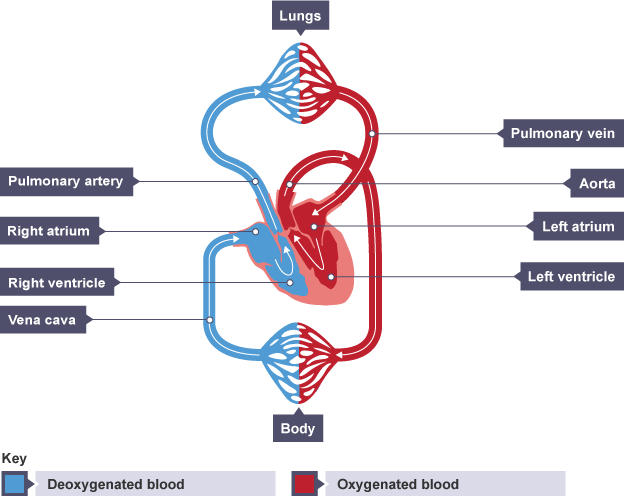 Lungs
Pulmonary vein
Pulmonary artery
Aorta
Right atrium
Left atrium
Right ventricle
Left ventricle
Vena cava
Body
Key
Deoxygenated blood
Oxygenated blood